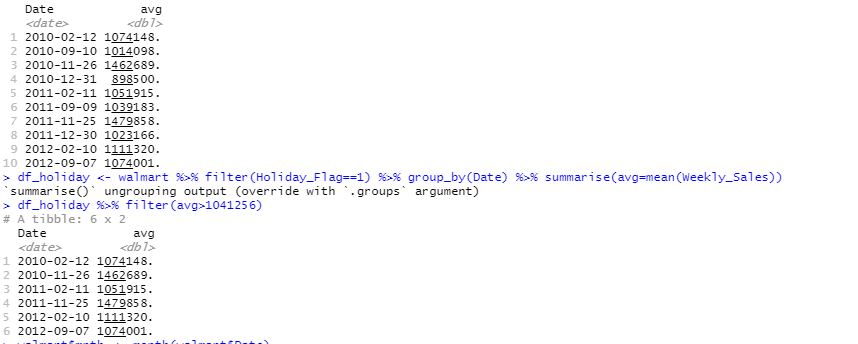 Date avg
<date> <dbl>
1 2010-02-12 1074148.
2 2010-09-10 1014098.
3 2010-11-26 1462689.
4 2010-12-31 898500.
5 2011-02-11 1051915.
6 2011-09-09 1039183.
7 2011-11-25 1479858.
8 2011-12-30 1023166.
9 2012-02-10 1111320.
10 2012-09-07 1074001.
> df_holiday <- walmart %>% filter(Holiday_Flag==1) %>% group_by(Date) %>% summarise(avg=mean(Weekly_Sales))
`summarise()` ungrouping output (override with `.groups` argument)
> df_holiday %>% filter(avg>1041256)
# A tibble: 6 x 2
Date avg
<date> <dbl>
1 2010-02-12 1074148.
2 2010-11-26 1462689.
3 2011-02-11 1051915.
4 2011-11-25 1479858.
5 2012-02-10 1111320.
6 2012-09-07 1074001.